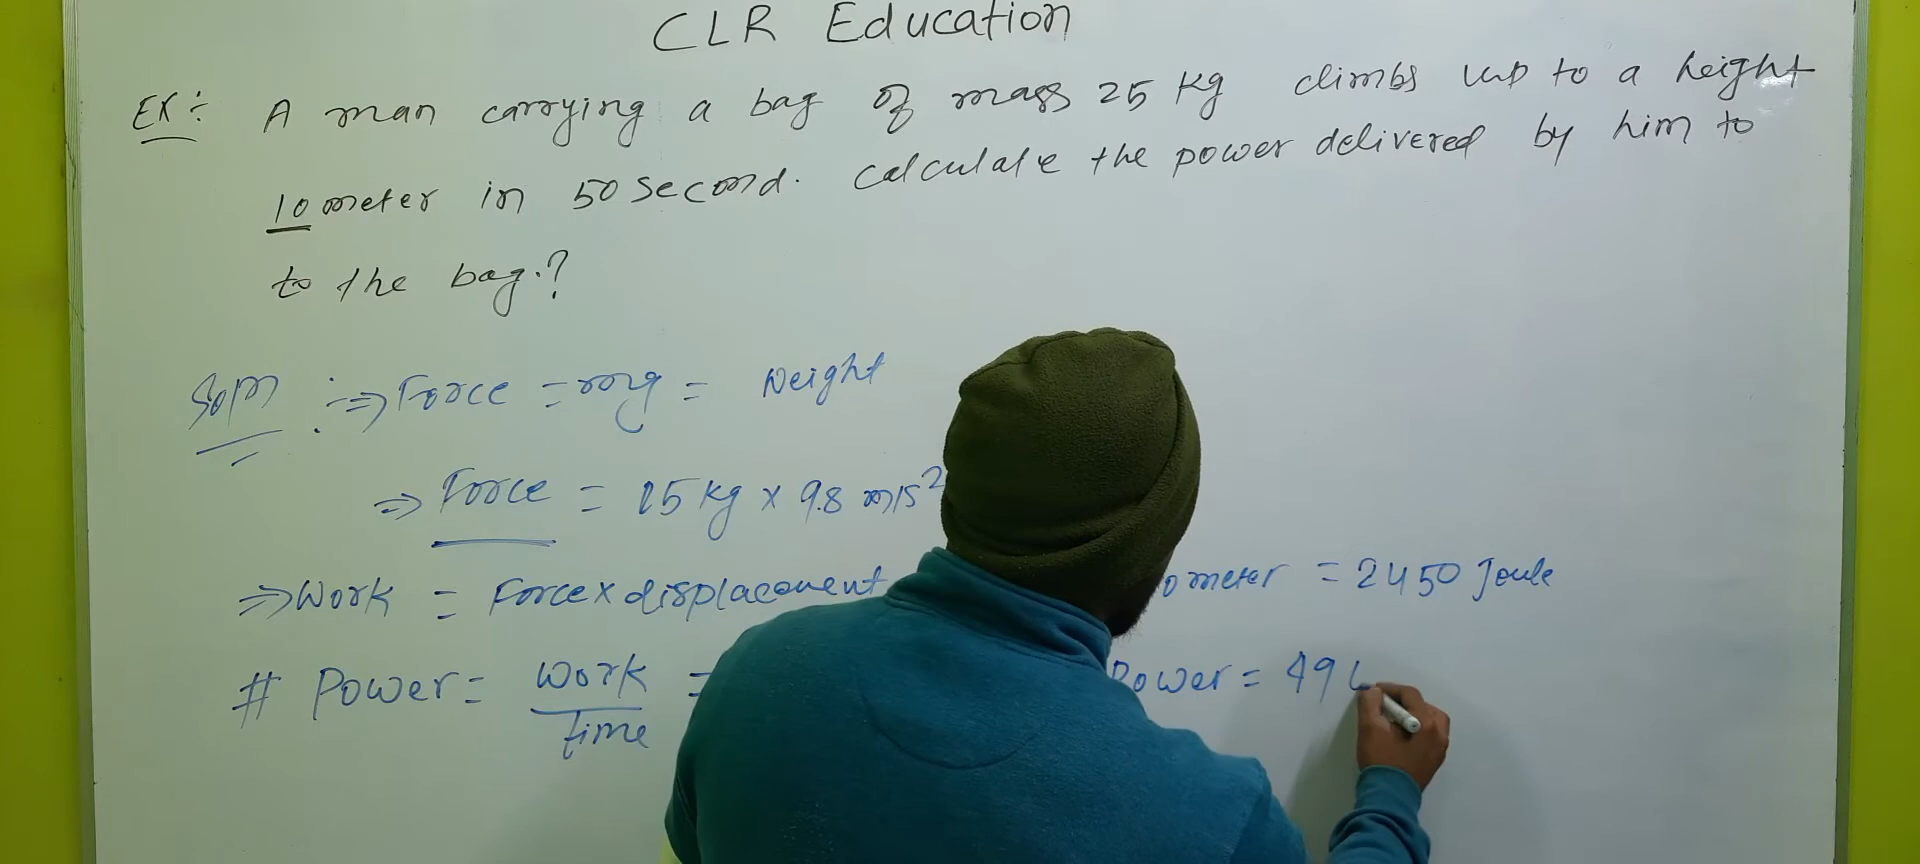 CLR Education
EX: A man carrying a bag of mass 25 kg climbs up to a height
10 meter in 50 second. calculate the power delivered by him to
to the bag.?
Soln :⇒ Force = mg = Weight
⇒ Force = 25 kg x 9.8 m/s²
⇒ Work = Force x displacement ometer = 2450 Joule
# Power = Work/time = Power = 49